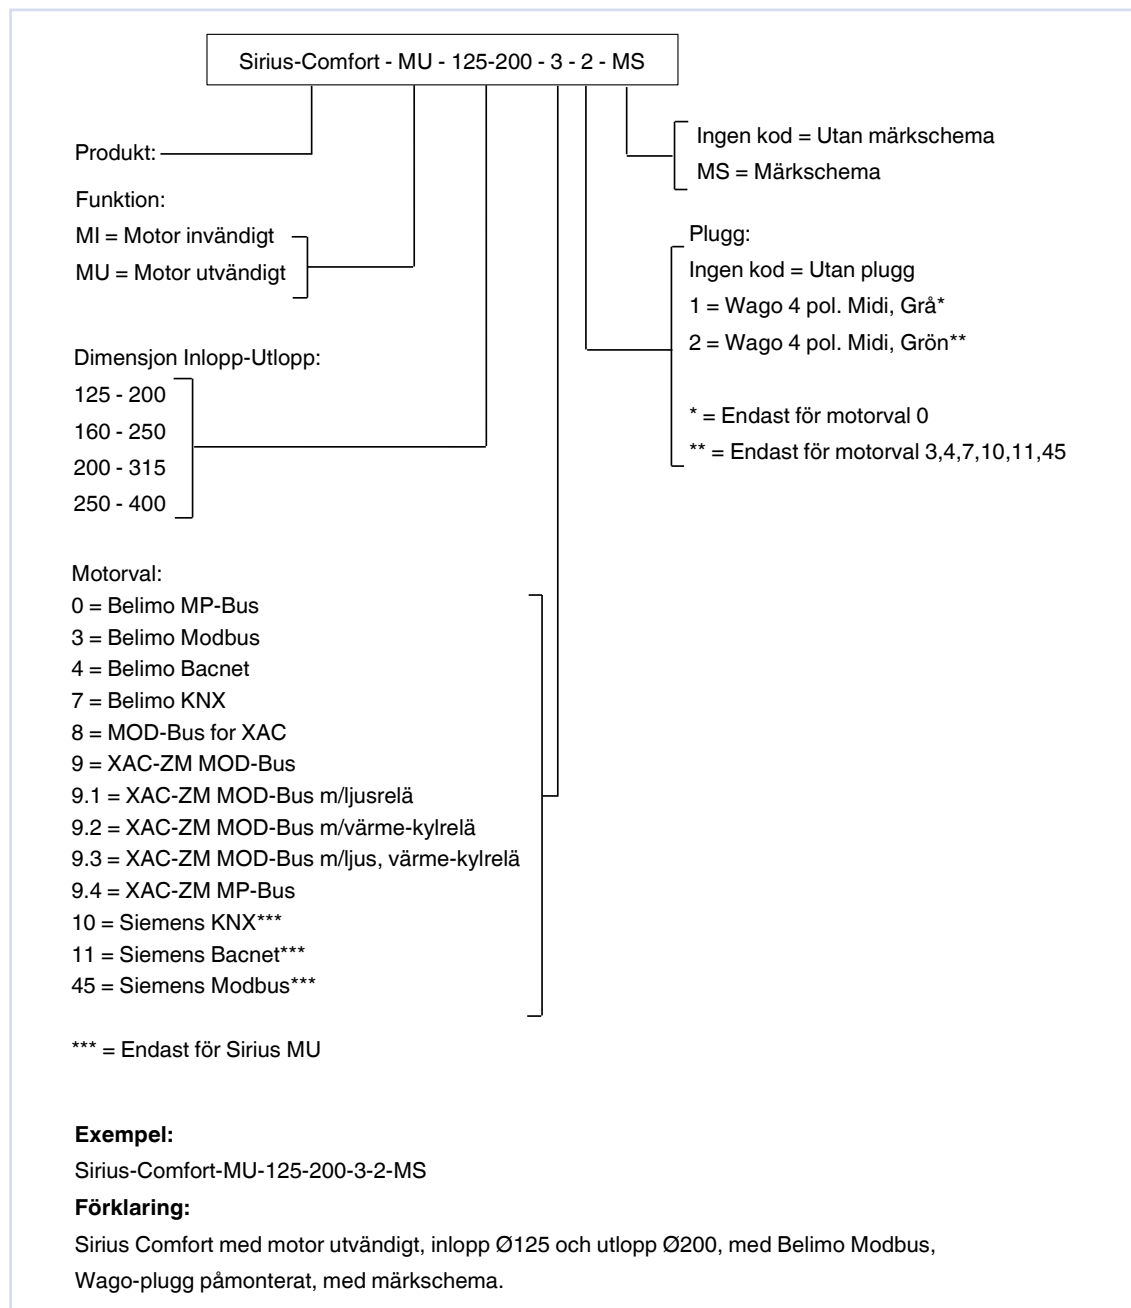 Sirius-Comfort - MU - 125-200 - 3 - 2 - MS
Produkt:
Funktion:
MI = Motor invändigt
MU = Motor utvändigt
Dimensjon Inlopp-Utlopp:
125 - 200
160 - 250
200 - 315
250 - 400
Ingen kod = Utan märkschema
MS = Märkschema
Plugg:
Ingen kod = Utan plugg
1 = Wago 4 pol. Midi, Grå*
2 = Wago 4 pol. Midi, Grön**
* = Endast för motorval 0
** = Endast för motorval 3,4,7,10,11,45
Motorval:
0 = Belimo MP-Bus
3 = Belimo Modbus
4 = Belimo Bacnet
7 = Belimo KNX
8 = MOD-Bus for XAC
9 = XAC-ZM MOD-Bus
9.1 = XAC-ZM MOD-Bus m/ljusrelä
9.2 = XAC-ZM MOD-Bus m/värme-kylrelä
9.3 = XAC-ZM MOD-Bus m/ljus, värme-kylrelä
9.4 = XAC-ZM MP-Bus
10 = Siemens KNX***
11 = Siemens Bacnet***
45 = Siemens Modbus***
*** = Endast för Sirius MU
Exempel:
Sirius-Comfort-MU-125-200-3-2-MS
Förklaring:
Sirius Comfort med motor utvändigt, inlopp Ø125 och utlopp Ø200, med Belimo Modbus,
Wago-plugg påmonterat, med märkschema.